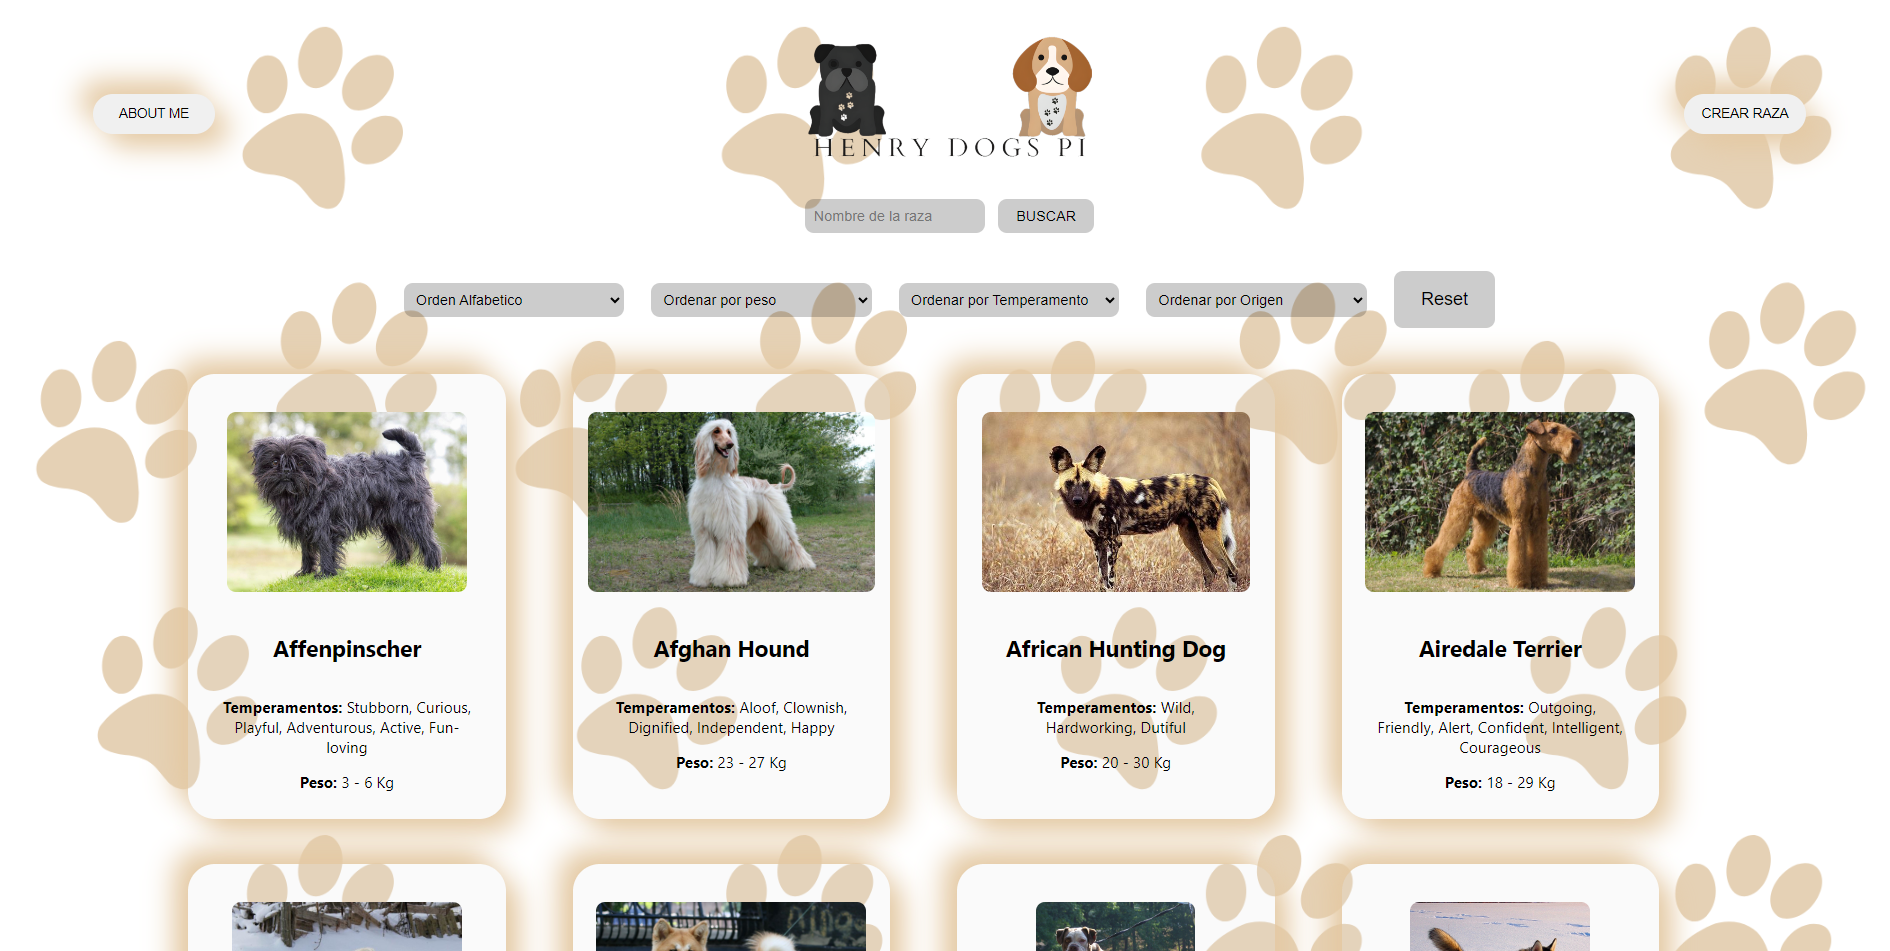 ABOUT ME
HENRY DOGS PI
CREAR RAZA
Nombre de la raza
BUSCAR
Orden Alfabetico
Ordenar por peso
Ordenar por Temperamento
Ordenar por Origen
Reset
Affenpinscher
Temperamentos: Stubborn, Curious,
Playful, Adventurous, Active, Fun-
loving
Peso: 3 - 6 Kg
Afghan Hound
Temperamentos: Aloof, Clownish,
Dignified, Independent, Happy
Peso: 23 - 27 Kg
African Hunting Dog
Temperamentos: Wild,
Hardworking, Dutiful
Peso: 20 - 30 Kg
Airedale Terrier
Temperamentos: Outgoing,
Friendly, Alert, Confident, Intelligent,
Courageous
Peso: 18 - 29 Kg